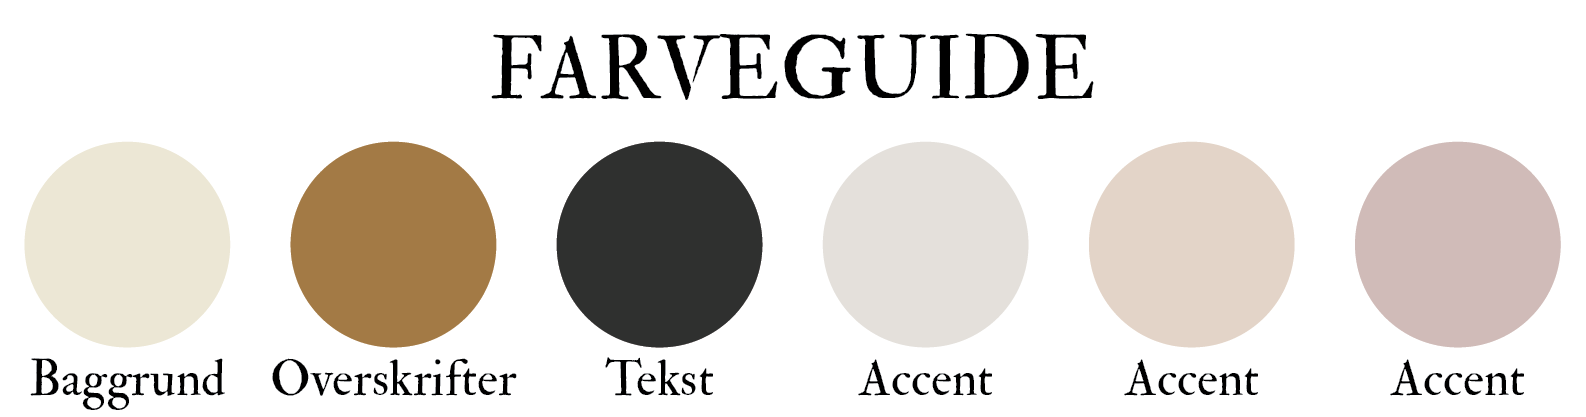 FARVEGUIDE
Baggrund Overskrifter Tekst Accent Accent Accent